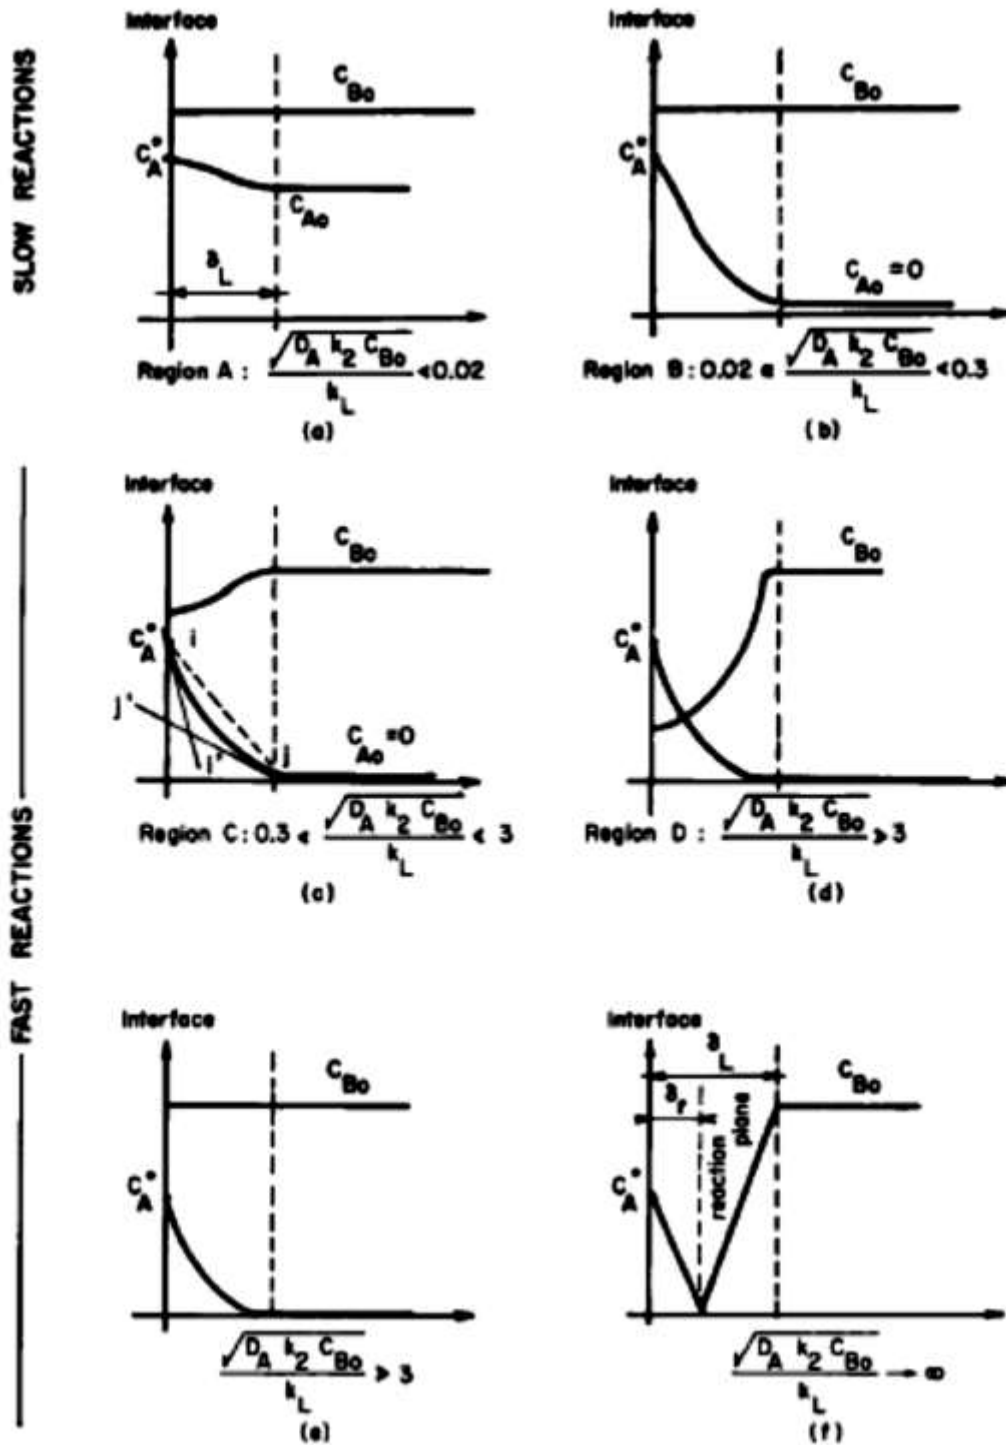 SLOW REACTIONS
Interface
C_Bo
C_A*
C_Ao
δ_L
Region A : √(D_A k_2 C_Bo) / k_L < 0.02
(a)
Interface
C_Bo
C_A*
C_Ao = 0
Region B : 0.02 < √(D_A k_2 C_Bo) / k_L < 0.3
(b)
FAST REACTIONS
Interface
C_Bo
C_A*
i
j'
i'
j
C_Ao = 0
Region C : 0.3 < √(D_A k_2 C_Bo) / k_L < 3
(c)
Interface
C_Bo
C_A*
Region D : √(D_A k_2 C_Bo) / k_L > 3
(d)
Interface
C_Bo
C_A*
√(D_A k_2 C_Bo) / k_L > 3
(e)
Interface
δ_L
C_Bo
δ_f
reaction
plane
C_A*
√(D_A k_2 C_Bo) / k_L → ∞
(f)